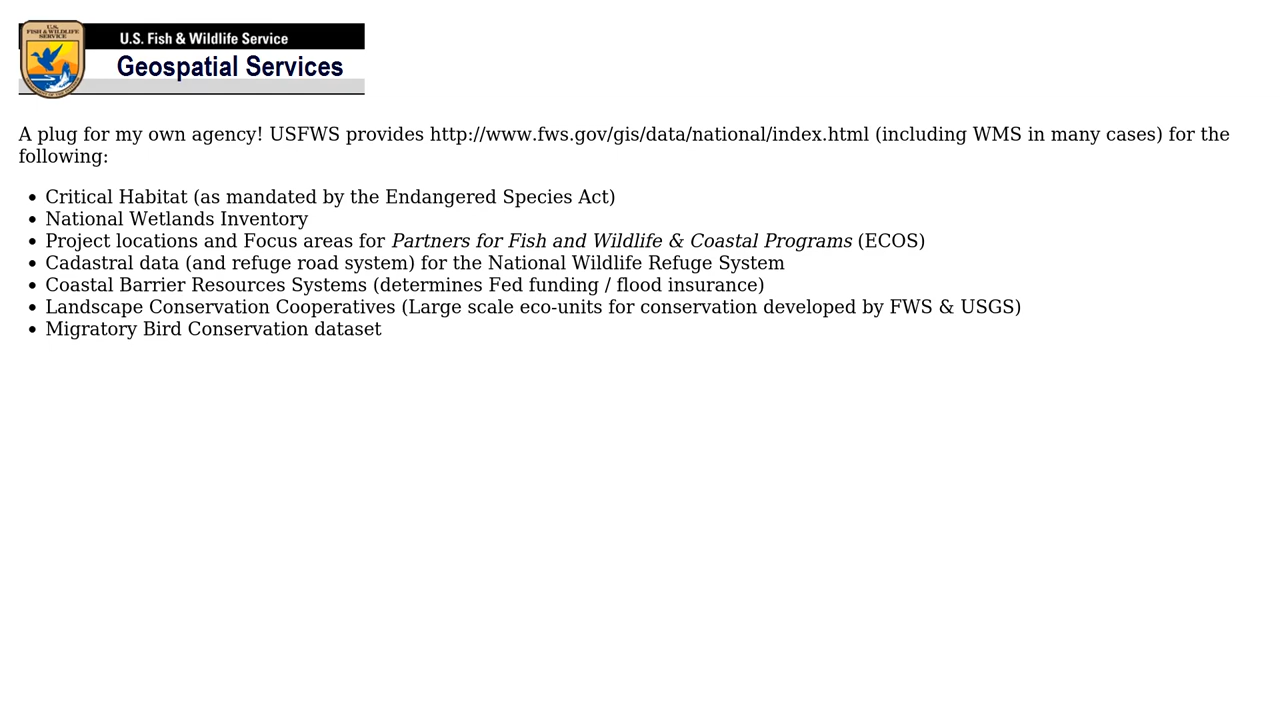 U.S.
FISH & WILDLIFE
SERVICE
U.S. Fish & Wildlife Service
Geospatial Services
A plug for my own agency! USFWS provides http://www.fws.gov/gis/data/national/index.html (including WMS in many cases) for the
following:
• Critical Habitat (as mandated by the Endangered Species Act)
• National Wetlands Inventory
• Project locations and Focus areas for Partners for Fish and Wildlife & Coastal Programs (ECOS)
• Cadastral data (and refuge road system) for the National Wildlife Refuge System
• Coastal Barrier Resources Systems (determines Fed funding / flood insurance)
• Landscape Conservation Cooperatives (Large scale eco-units for conservation developed by FWS & USGS)
• Migratory Bird Conservation dataset